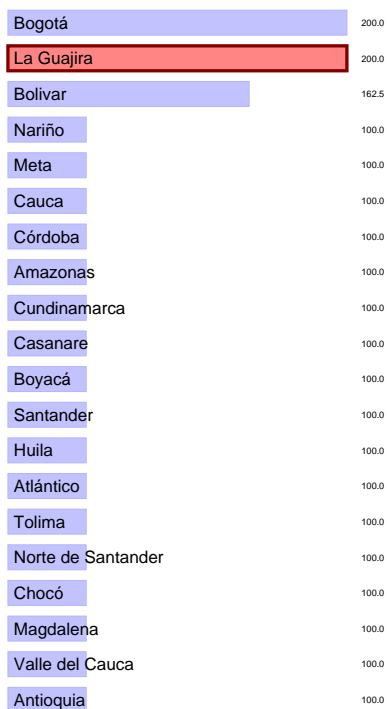 Bogotá 200.0
La Guajira 200.0
Bolivar 162.5
Nariño 100.0
Meta 100.0
Cauca 100.0
Córdoba 100.0
Amazonas 100.0
Cundinamarca 100.0
Casanare 100.0
Boyacá 100.0
Santander 100.0
Huila 100.0
Atlántico 100.0
Tolima 100.0
Norte de Santander 100.0
Chocó 100.0
Magdalena 100.0
Valle del Cauca 100.0
Antioquia 100.0